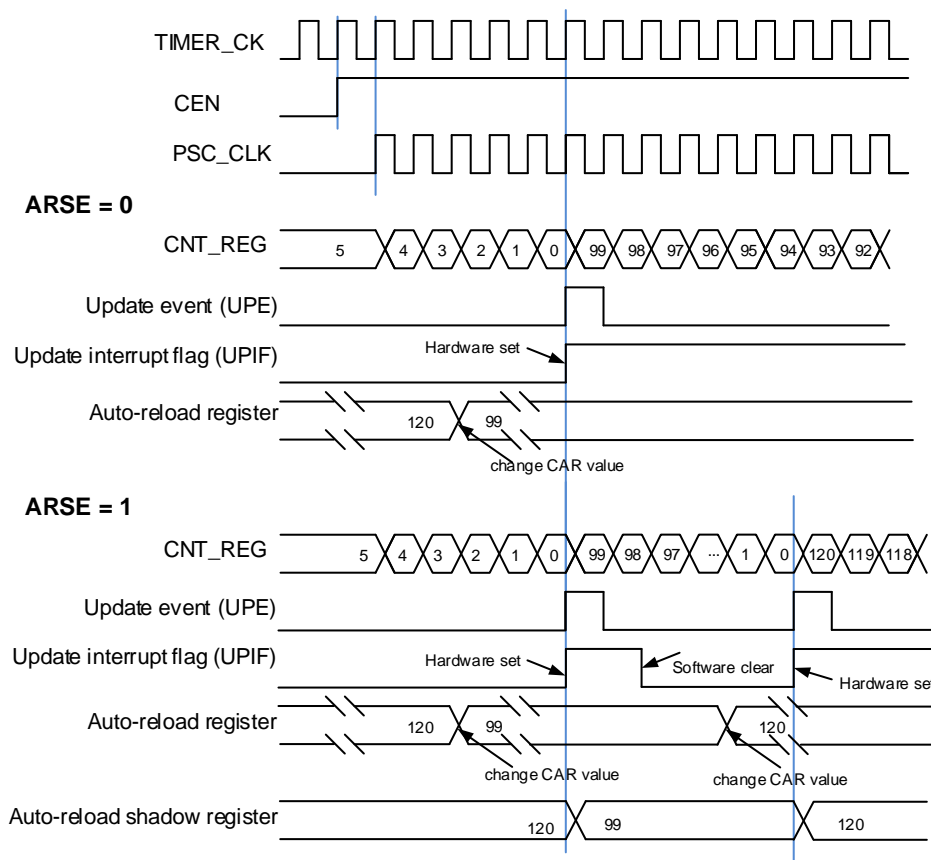 TIMER_CK
CEN
PSC_CLK
ARSE = 0
CNT_REG 5 4 3 2 1 0 99 98 97 96 95 94 93 92
Update event (UPE)
Update interrupt flag (UPIF) Hardware set
Auto-reload register 120 99
change CAR value
ARSE = 1
CNT_REG 5 4 3 2 1 0 99 98 97 ... 1 0 120 119 118
Update event (UPE)
Update interrupt flag (UPIF) Hardware set Software clear
Hardware set
Auto-reload register 120 99 120
change CAR value change CAR value
Auto-reload shadow register 120 99 120